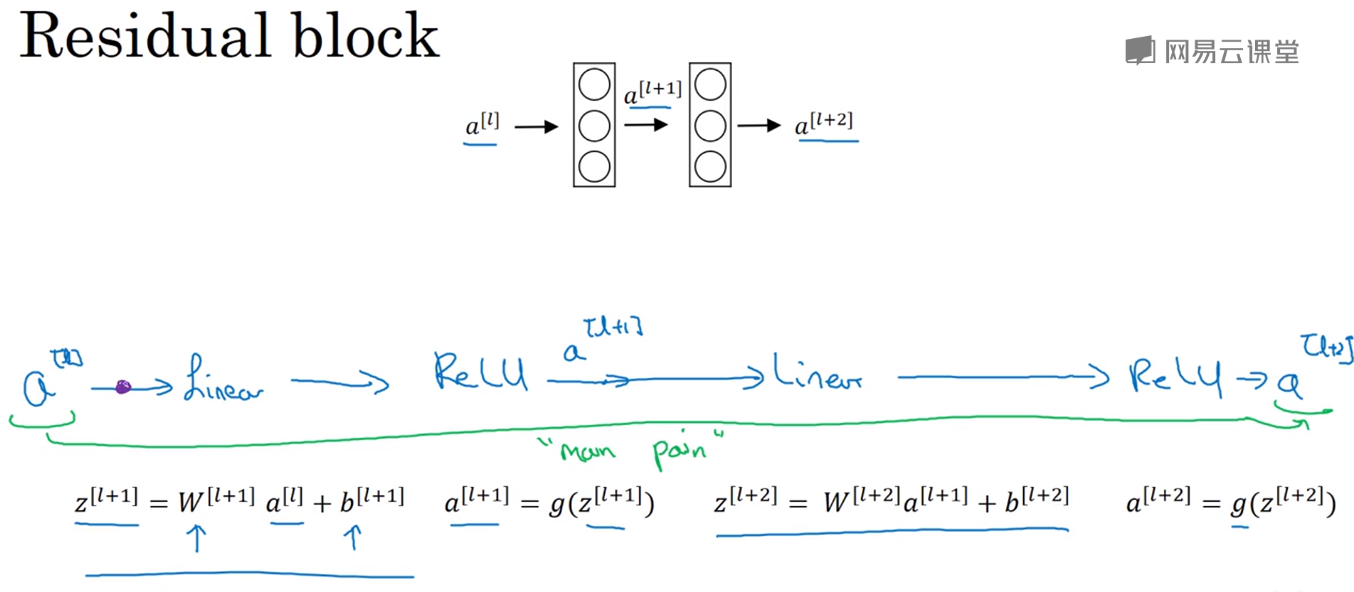 Residual block
网易云课堂
a^[l] → a^[l+1] → a^[l+2]
a^[l] → Linear → ReLU → a^[l+1] → Linear → ReLU → a^[l+2]
"main path"
z^[l+1] = W^[l+1] a^[l] + b^[l+1] a^[l+1] = g(z^[l+1]) z^[l+2] = W^[l+2]a^[l+1] + b^[l+2] a^[l+2] = g(z^[l+2])